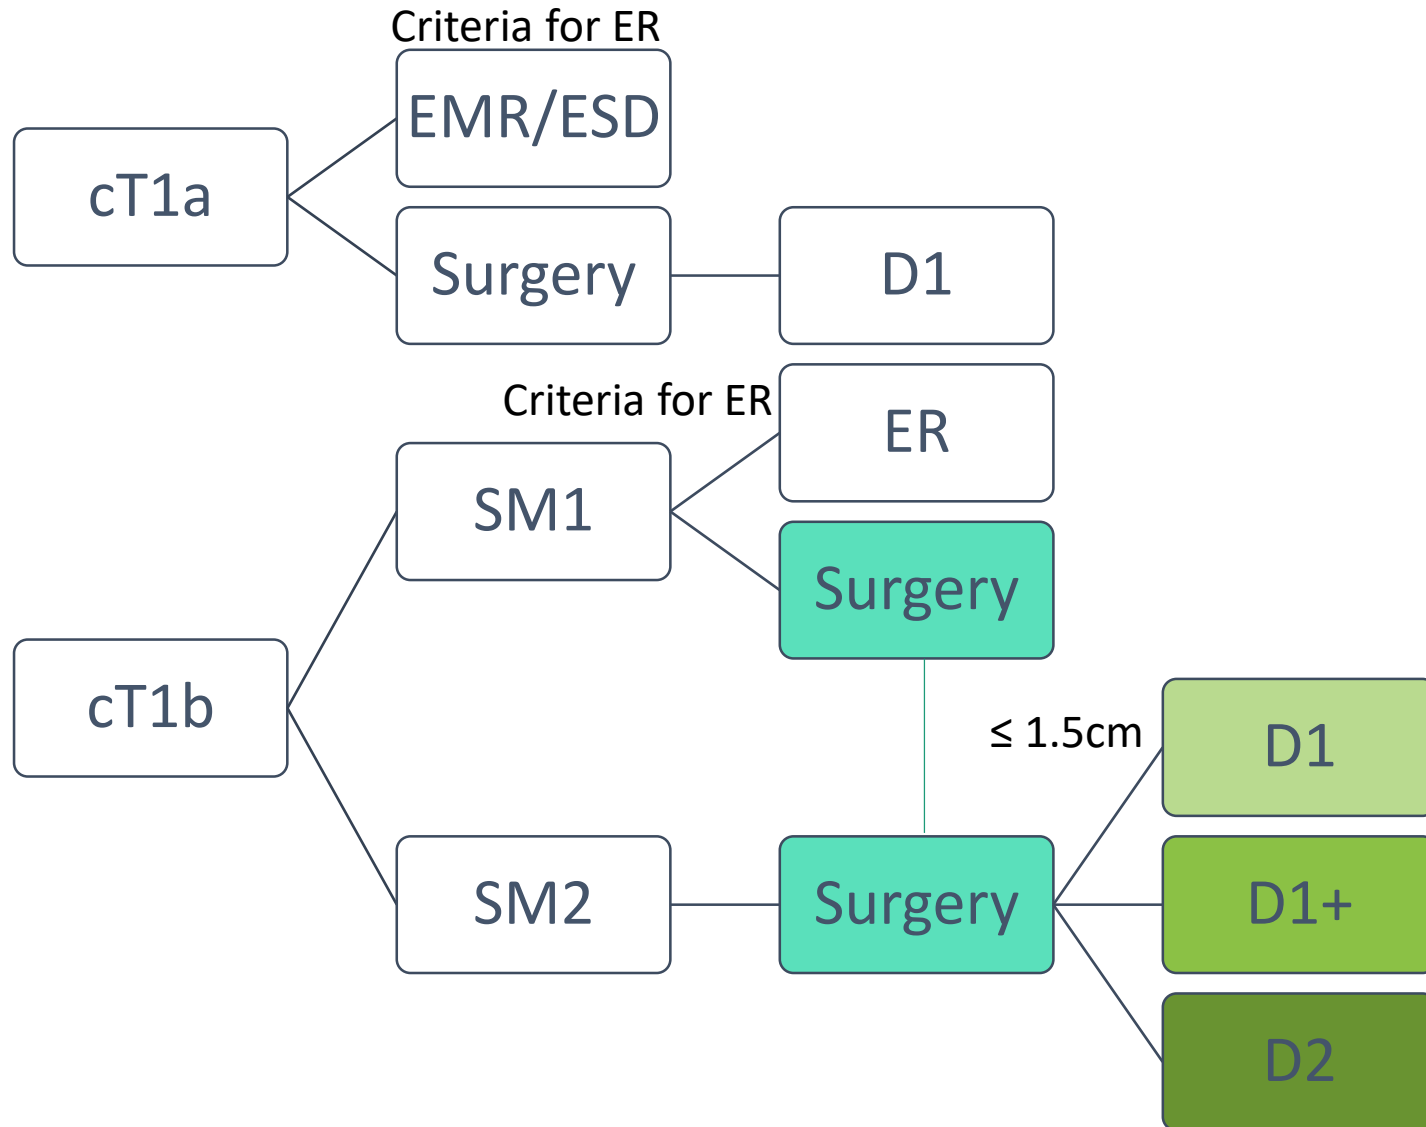 Criteria for ER
EMR/ESD
cT1a
Surgery
D1
Criteria for ER
ER
SM1
Surgery
cT1b
≤ 1.5cm
D1
SM2
Surgery
D1+
D2